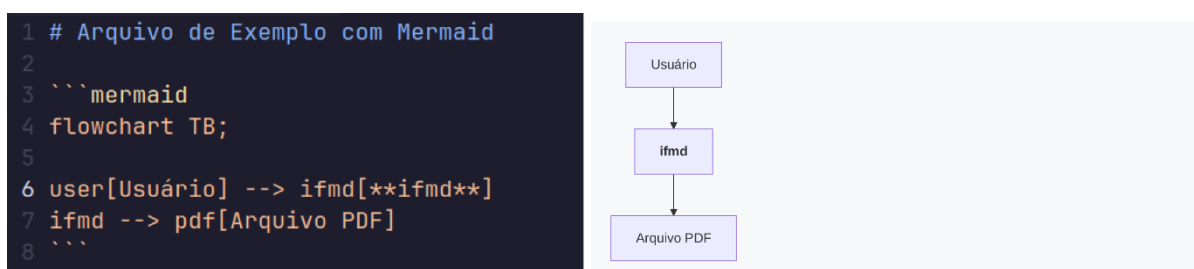 1 # Arquivo de Exemplo com Mermaid
2
3 ```mermaid
4 flowchart TB;
5
6 user[Usuário] --> ifmd[**ifmd**]
7 ifmd --> pdf[Arquivo PDF]
8 ```
Usuário
ifmd
Arquivo PDF